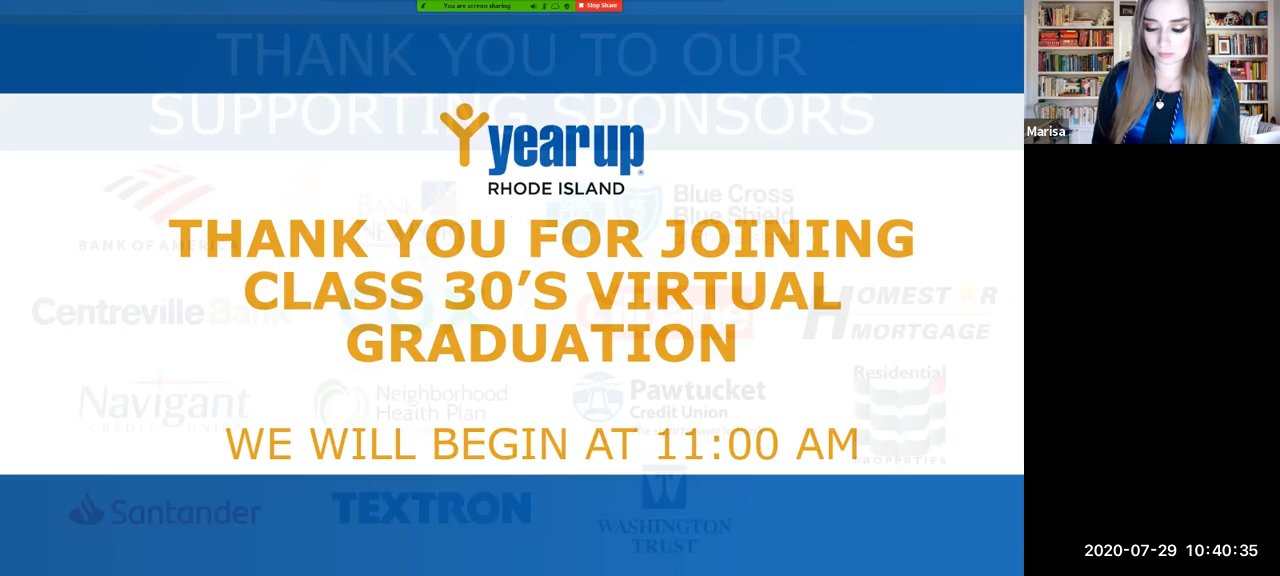 You are screen sharing
Stop Share
THANK YOU TO OUR
SUPPORTING SPONSORS
yearup
RHODE ISLAND
THANK YOU FOR JOINING
CLASS 30’S VIRTUAL
GRADUATION
WE WILL BEGIN AT 11:00 AM
BANK OF AMERICA
Blue Cross
Blue Shield
Centreville Bank
COX
HOMESTAR
MORTGAGE
Navigant
CREDIT UNION
Neighborhood
Health Plan
Pawtucket
Credit Union
Residential
PROPERTIES
Santander
TEXTRON
W
WASHINGTON
TRUST
Marisa
2020-07-29 10:40:35